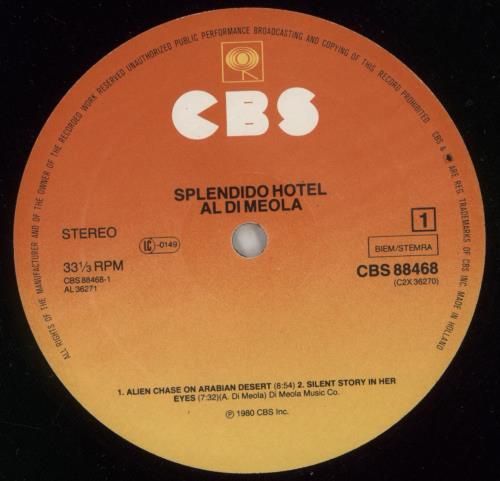 ALL RIGHTS OF THE MANUFACTURER AND OF THE OWNER OF THE RECORDED WORK RESERVED UNAUTHORIZED PUBLIC PERFORMANCE BROADCASTING AND COPYING OF THIS RECORD PROHIBITED
CBS & ARE REG. TRADEMARKS OF CBS INC. MADE IN HOLLAND
CBS
SPLENDIDO HOTEL
AL DI MEOLA
STEREO
LC-0149
1
BIEM/STEMRA
33 1/3 RPM
CBS 88468-1
AL 36271
CBS 88468
(C2X 36270)
1. ALIEN CHASE ON ARABIAN DESERT (8:54) 2. SILENT STORY IN HER
EYES (7:32)(A. Di Meola) Di Meola Music Co.
℗ 1980 CBS Inc.